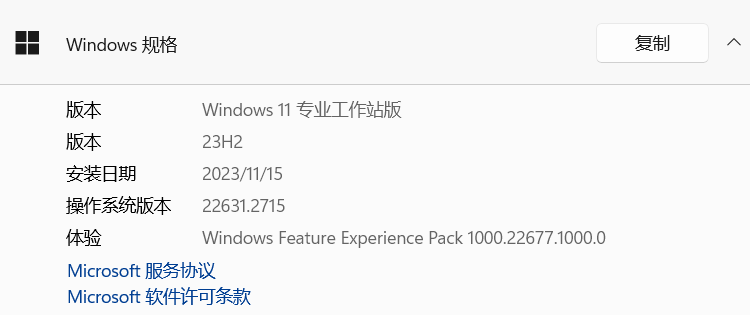 Windows 规格 复制
版本 Windows 11 专业工作站版
版本 23H2
安装日期 2023/11/15
操作系统版本 22631.2715
体验 Windows Feature Experience Pack 1000.22677.1000.0
Microsoft 服务协议
Microsoft 软件许可条款